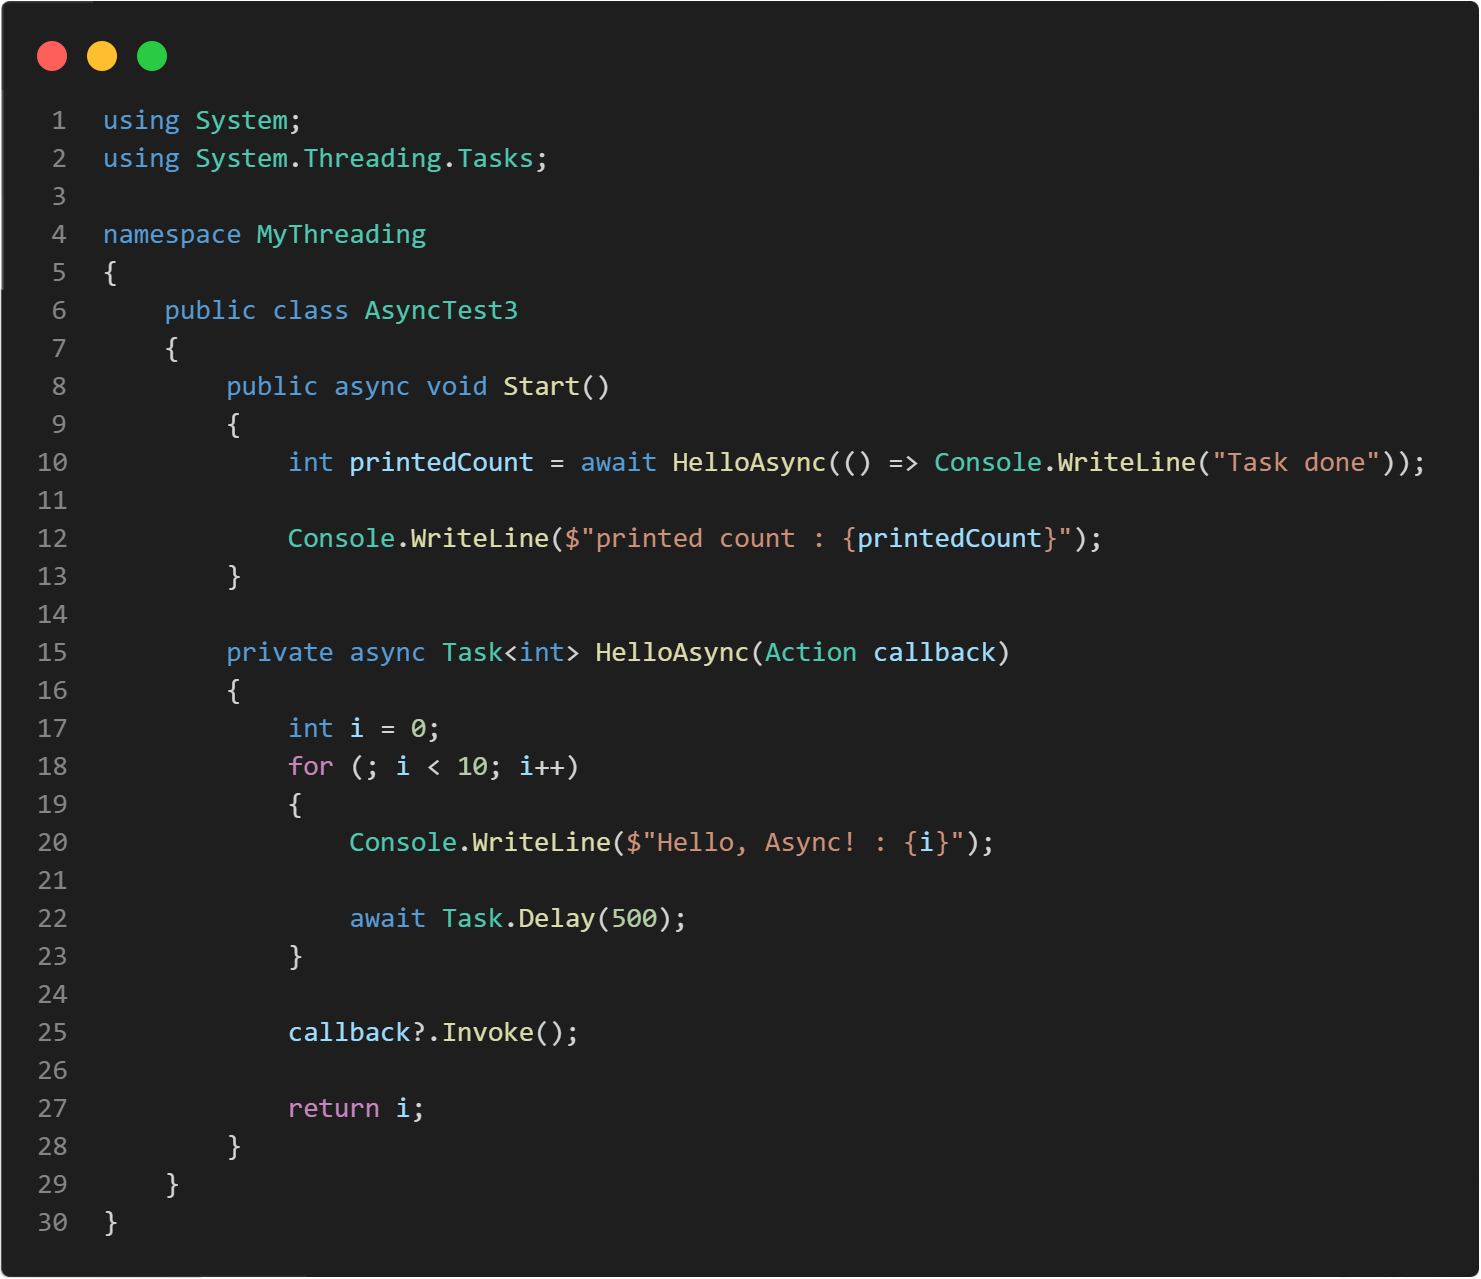 1 using System;
2 using System.Threading.Tasks;
3
4 namespace MyThreading
5 {
6     public class AsyncTest3
7     {
8         public async void Start()
9         {
10             int printedCount = await HelloAsync(() => Console.WriteLine("Task done"));
11
12             Console.WriteLine($"printed count : {printedCount}");
13         }
14
15         private async Task<int> HelloAsync(Action callback)
16         {
17             int i = 0;
18             for (; i < 10; i++)
19             {
20                 Console.WriteLine($"Hello, Async! : {i}");
21
22                 await Task.Delay(500);
23             }
24
25             callback?.Invoke();
26
27             return i;
28         }
29     }
30 }